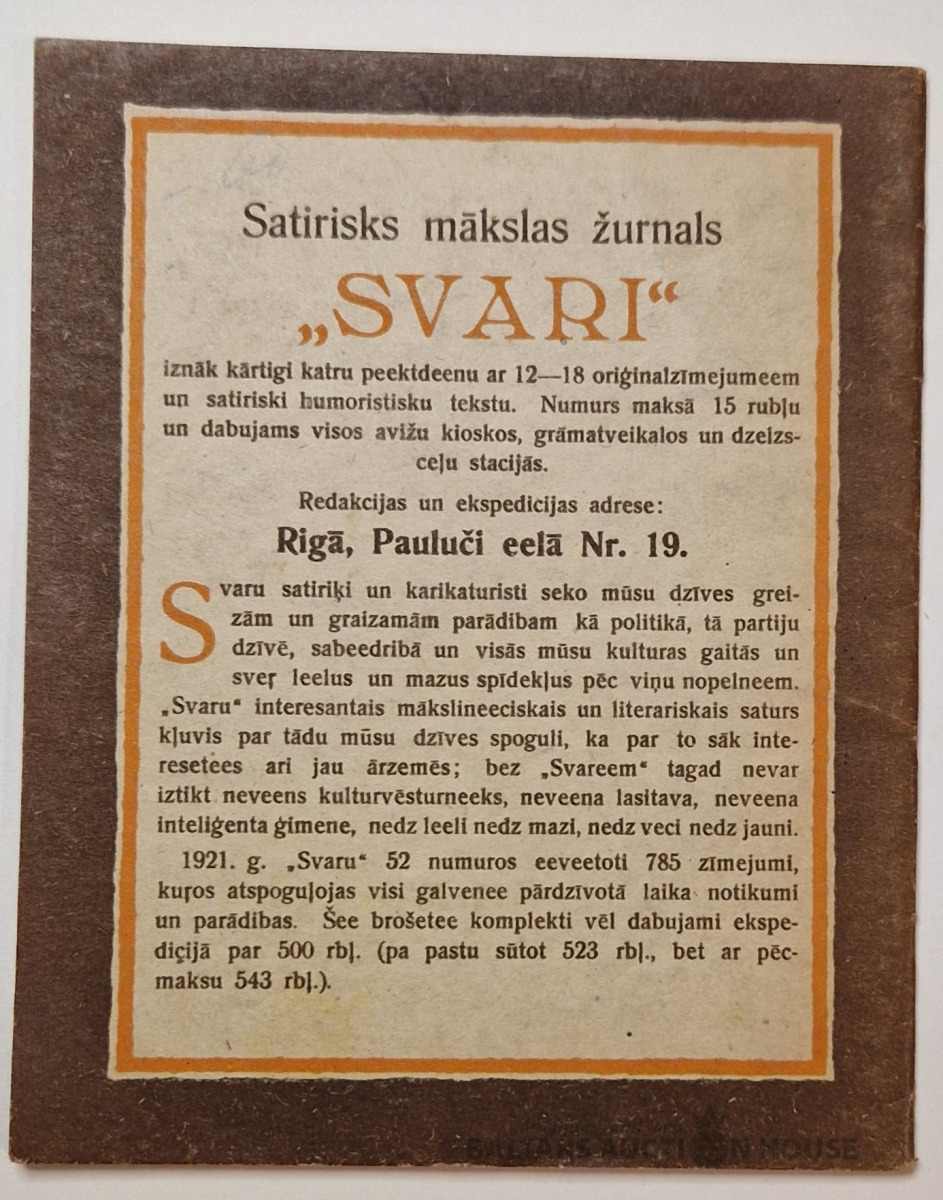 Satirisks mākslas žurnals
„SVARI“
iznāk kārtigi katru peektdeenu ar 12—18 oriģinalzīmejumeem
un satiriski humoristisku tekstu. Numurs maksā 15 rubļu
un dabujams visos avižu kioskos, grāmatveikalos un dzelzs-
ceļu stacijās.
Redakcijas un ekspedicijas adrese:
Rigā, Pauluči eelā Nr. 19.
Svaru satiriķi un karikaturisti seko mūsu dzīves grei-
zām un graizamām parādibam kā politikā, tā partiju
dzīvē, sabeedribā un visās mūsu kulturas gaitās un
sveŗ leelus un mazus spīdekļus pēc viņu nopelneem.
„Svaru“ interesantais mākslineeciskais un literariskais saturs
kļuvis par tādu mūsu dzīves spoguli, ka par to sāk inte-
resetees ari jau ārzemēs; bez „Svareem“ tagad nevar
iztikt neveens kulturvēsturneeks, neveena lasitava, neveena
inteliģenta ģimene, nedz leeli nedz mazi, nedz veci nedz jauni.
1921. g. „Svaru“ 52 numuros eeveetoti 785 zīmejumi,
kuŗos atspoguļojas visi galvenee pārdzīvotā laika notikumi
un parādibas. Šee brošetee komplekti vēl dabujami ekspe-
diçijā par 500 rbļ. (pa pastu sūtot 523 rbļ., bet ar pēc-
maksu 543 rbļ.).
BALTARS AUCTION HOUSE